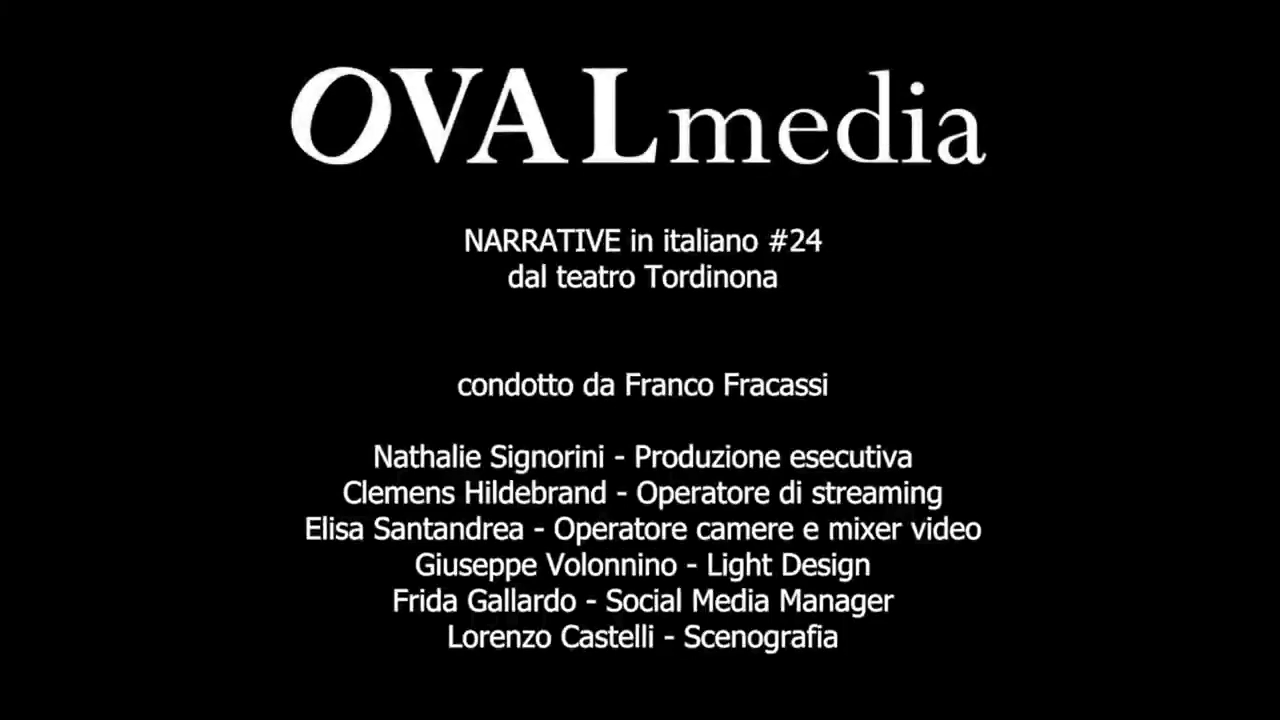 OVALmedia
NARRATIVE in italiano #24
dal teatro Tordinona
condotto da Franco Fracassi
Nathalie Signorini - Produzione esecutiva
Clemens Hildebrand - Operatore di streaming
Elisa Santandrea - Operatore camere e mixer video
Giuseppe Volonnino - Light Design
Frida Gallardo - Social Media Manager
Lorenzo Castelli - Scenografia